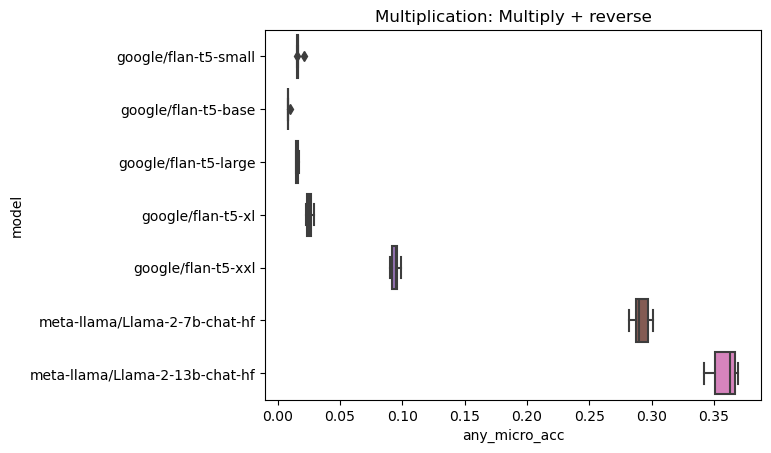 Multiplication: Multiply + reverse
google/flan-t5-small
google/flan-t5-base
google/flan-t5-large
google/flan-t5-xl
google/flan-t5-xxl
meta-llama/Llama-2-7b-chat-hf
meta-llama/Llama-2-13b-chat-hf
model
0.00 0.05 0.10 0.15 0.20 0.25 0.30 0.35
any_micro_acc